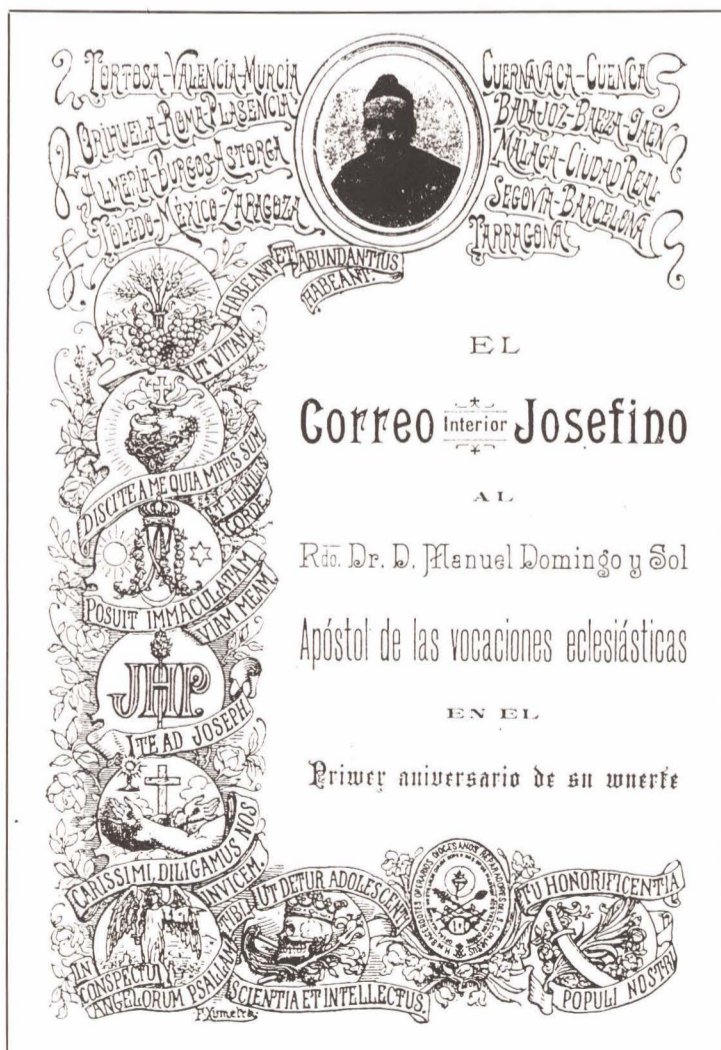 TORTOSA-VALENCIA-MURCIA
ORIHUELA-ROMA-PLASENCIA
ALMERIA-BURGOS-ASTORGA
TOLEDO-MÉXICO-ZARAGOZA
CUERNAVACA-CUENCA
BADAJOZ-BAEZA-JAEN
MALAGA-CIUDAD REAL
SEGOVIA-BARCELONA
TARRAGONA
UT VITAM
HABEANT ET ABUNDANTIUS
HABEANT.
EL
Correo Interior Josefino
AL
Rdo. Dr. D. Manuel Domingo y Sol
Apóstol de las vocaciones eclesiásticas
EN EL
Primer aniversario de su muerte
DISCITE A ME QUIA MITIS SUM
ET HUMILIS
CORDE.
POSUIT IMMACULATAM
VIAM MEAM.
JHP
ITE AD JOSEPH.
CARISSIMI, DILIGAMUS NOS
INVICEM.
IN
CONSPECTU
ANGELORUM PSALLAM
TIBI.
UT DETUR ADOLESCENTI
SCIENTIA ET INTELLECTUS.
TU HONORIFICENTIA
POPULI NOSTRI
F. Xumetra.